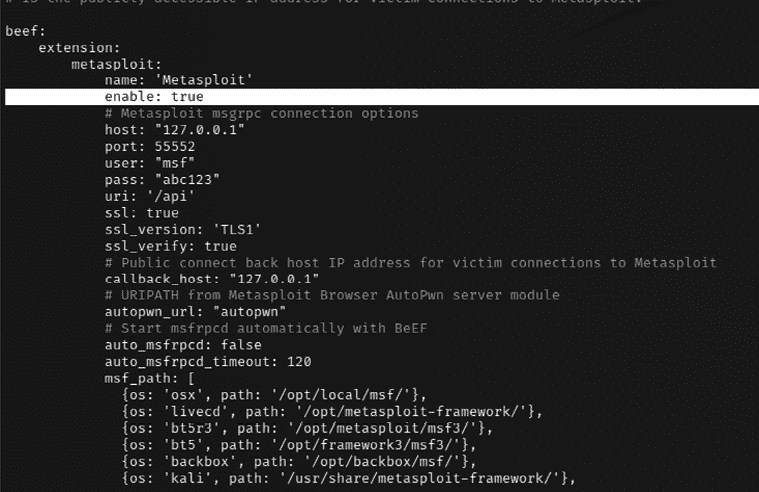 # is the publicly accessible IP address for victim connections to Metasploit.
beef:
extension:
metasploit:
name: 'Metasploit'
enable: true
# Metasploit msgrpc connection options
host: "127.0.0.1"
port: 55552
user: "msf"
pass: "abc123"
uri: '/api'
ssl: true
ssl_version: 'TLS1'
ssl_verify: true
# Public connect back host IP address for victim connections to Metasploit
callback_host: "127.0.0.1"
# URIPATH from Metasploit Browser AutoPwn server module
autopwn_url: "autopwn"
# Start msfrpcd automatically with BeEF
auto_msfrpcd: false
auto_msfrpcd_timeout: 120
msf_path: [
{os: 'osx', path: '/opt/local/msf/'},
{os: 'livecd', path: '/opt/metasploit-framework/'},
{os: 'bt5r3', path: '/opt/metasploit/msf3/'},
{os: 'bt5', path: '/opt/framework3/msf3/'},
{os: 'backbox', path: '/opt/backbox/msf/'},
{os: 'kali', path: '/usr/share/metasploit-framework/'},